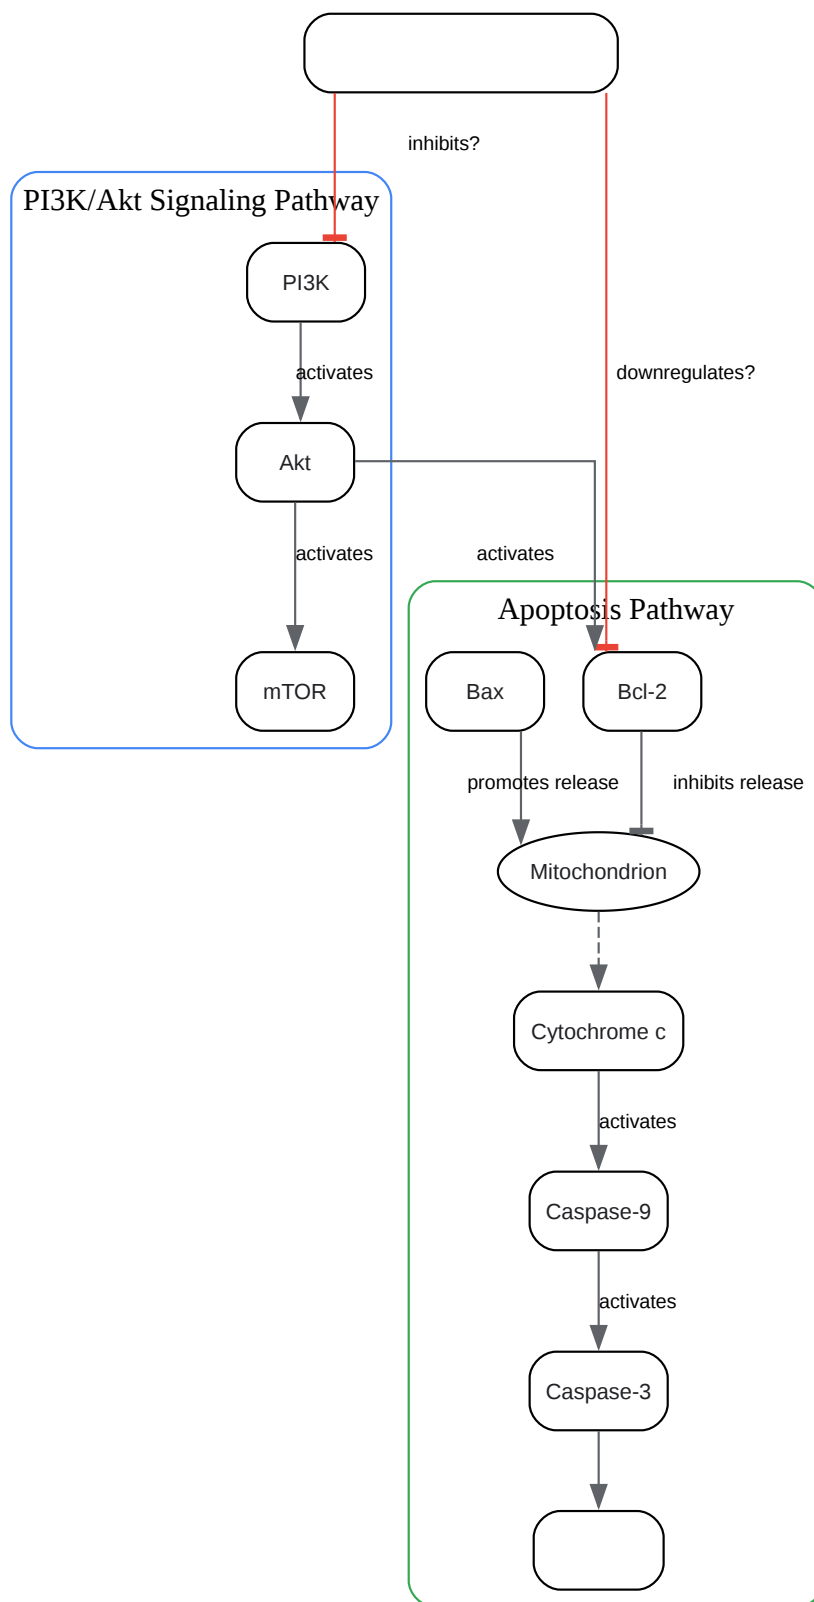 inhibits?
PI3K/Akt Signaling Pathway
PI3K
activates
downregulates?
Akt
activates
activates
Apoptosis Pathway
mTOR
Bax
Bcl-2
promotes release
inhibits release
Mitochondrion
Cytochrome c
activates
Caspase-9
activates
Caspase-3